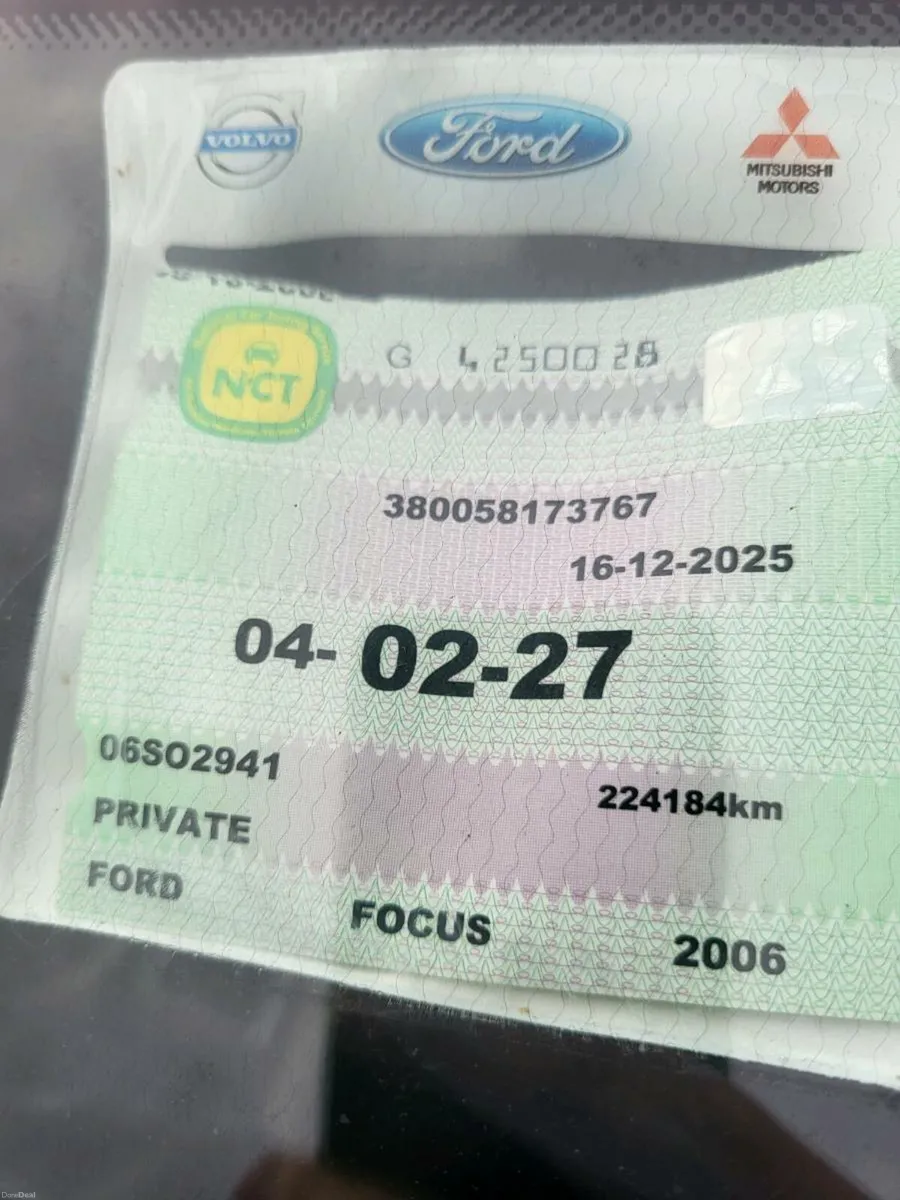 VOLVO
Ford
MITSUBISHI
MOTORS
NCT
G 4250028
380058173767
16-12-2025
04-02-27
06SO2941
224184km
PRIVATE
FORD
FOCUS
2006
DoneDeal